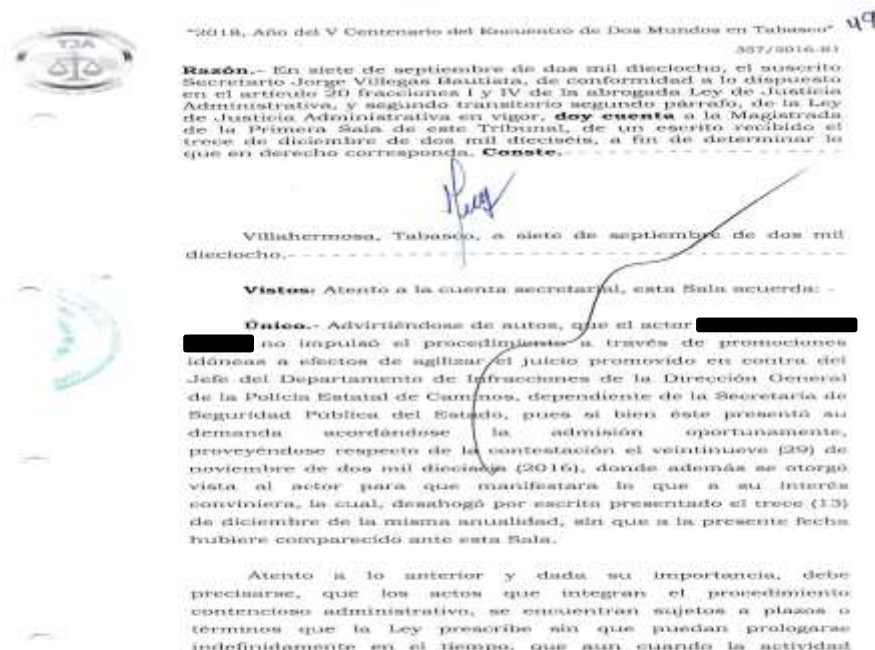 "2018, Año del V Centenario del Encuentro de Dos Mundos en Tabasco" 49
357/2016-S1
TJA
Razón.- En siete de septiembre de dos mil dieciocho, el suscrito
Secretario Jorge Villegas Bautista, de conformidad a lo dispuesto
en el artículo 20 fracciones I y IV de la abrogada Ley de Justicia
Administrativa, y segundo transitorio segundo párrafo, de la Ley
de Justicia Administrativa en vigor, doy cuenta a la Magistrada
de la Primera Sala de este Tribunal, de un escrito recibido el
trece de diciembre de dos mil dieciséis, a fin de determinar lo
que en derecho corresponda. Conste.- - - - - - - - - - - - - - - - - - - -
Villahermosa, Tabasco, a siete de septiembre de dos mil
dieciocho.- - - - - - - - - - - - - - - - - - - - - - - - - - - - - - - - - - -
Vistos: Atento a la cuenta secretarial, esta Sala acuerda: -
Único.- Advirtiéndose de autos, que el actor
no impulsó el procedimiento a través de promociones
idóneas a efectos de agilizar el juicio promovido en contra del
Jefe del Departamento de Infracciones de la Dirección General
de la Policía Estatal de Caminos, dependiente de la Secretaría de
Seguridad Pública del Estado, pues si bien éste presentó su
demanda acordándose la admisión oportunamente,
proveyéndose respecto de la contestación el veintinueve (29) de
noviembre de dos mil dieciséis (2016), donde además se otorgó
vista al actor para que manifestara lo que a su interés
conviniera, la cual, desahogó por escrito presentado el trece (13)
de diciembre de la misma anualidad, sin que a la presente fecha
hubiere comparecido ante esta Sala.
Atento a lo anterior y dada su importancia, debe
precisarse, que los actos que integran el procedimiento
contencioso administrativo, se encuentran sujetos a plazos o
términos que la Ley prescribe sin que puedan prologarse
indefinidamente en el tiempo, que aun cuando la actividad